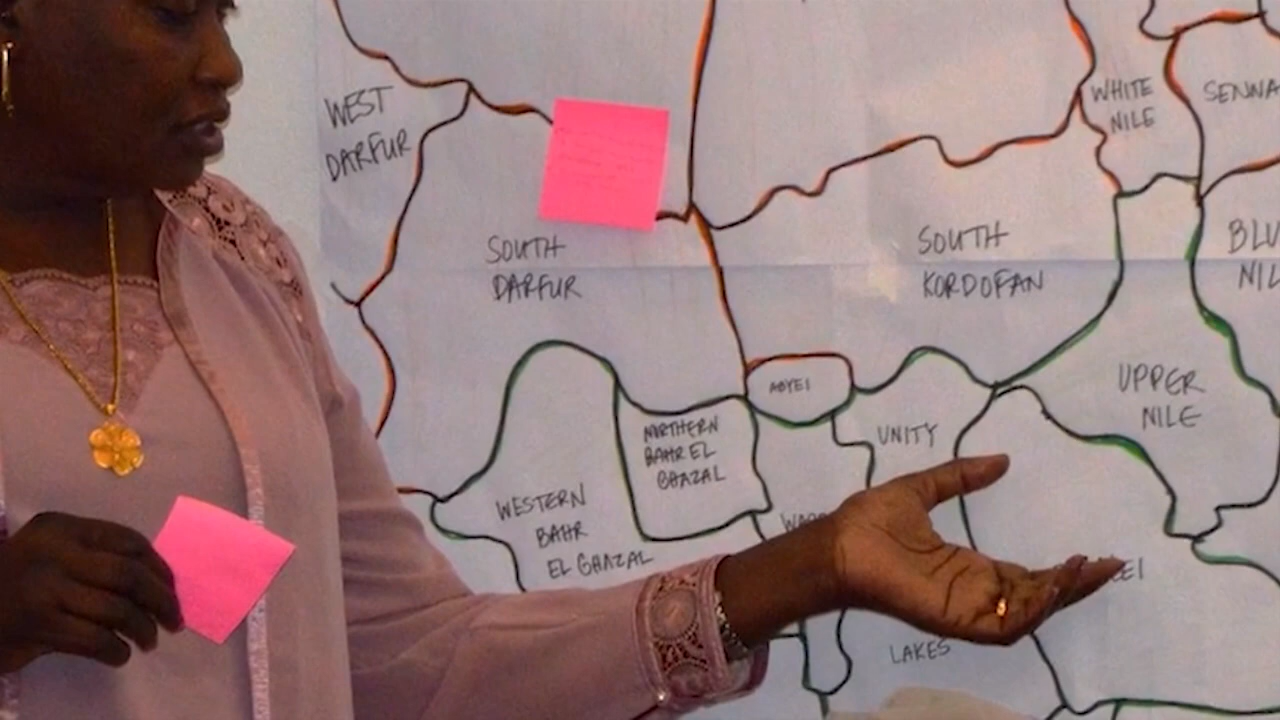 WEST
DARFUR
WHITE
NILE
SENNA
SOUTH
DARFUR
SOUTH
KORDOFAN
BLU
NIL
ABYEI
UPPER
NILE
NORTHERN
BAHR EL
GHAZAL
UNITY
WESTERN
BAHR
EL GHAZAL
LAKES